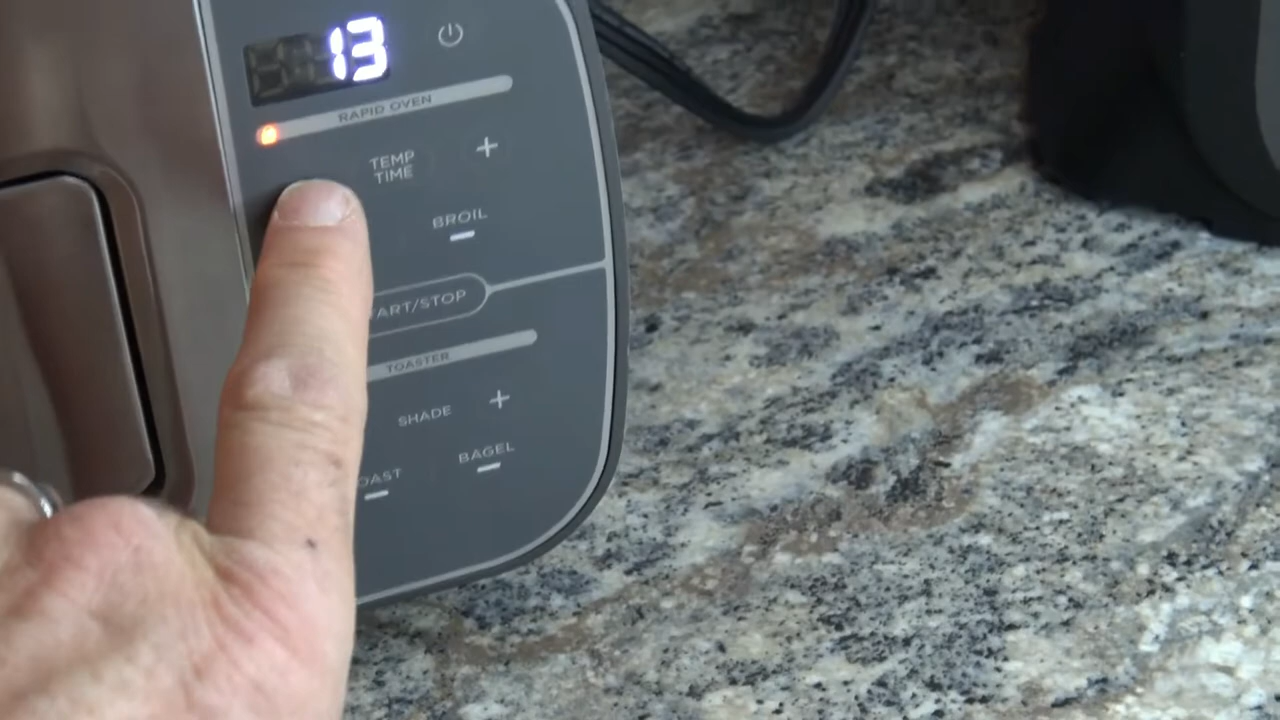 13
RAPID OVEN
TEMP +
TIME
BROIL
ART/STOP
TOASTER
SHADE +
BAGEL
OAST